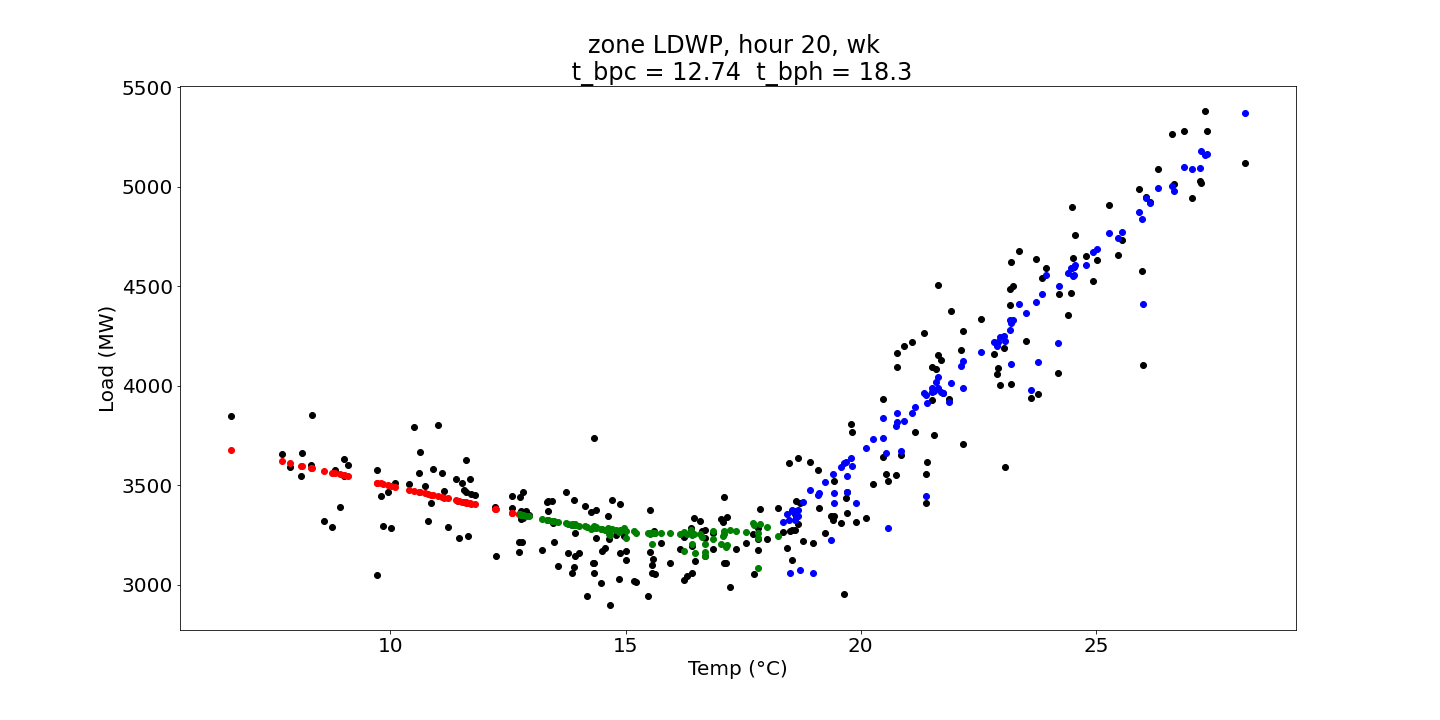 zone LDWP, hour 20, wk
t_bpc = 12.74  t_bph = 18.3
5500
5000
4500
4000
3500
3000
Load (MW)
10
15
20
25
Temp (°C)